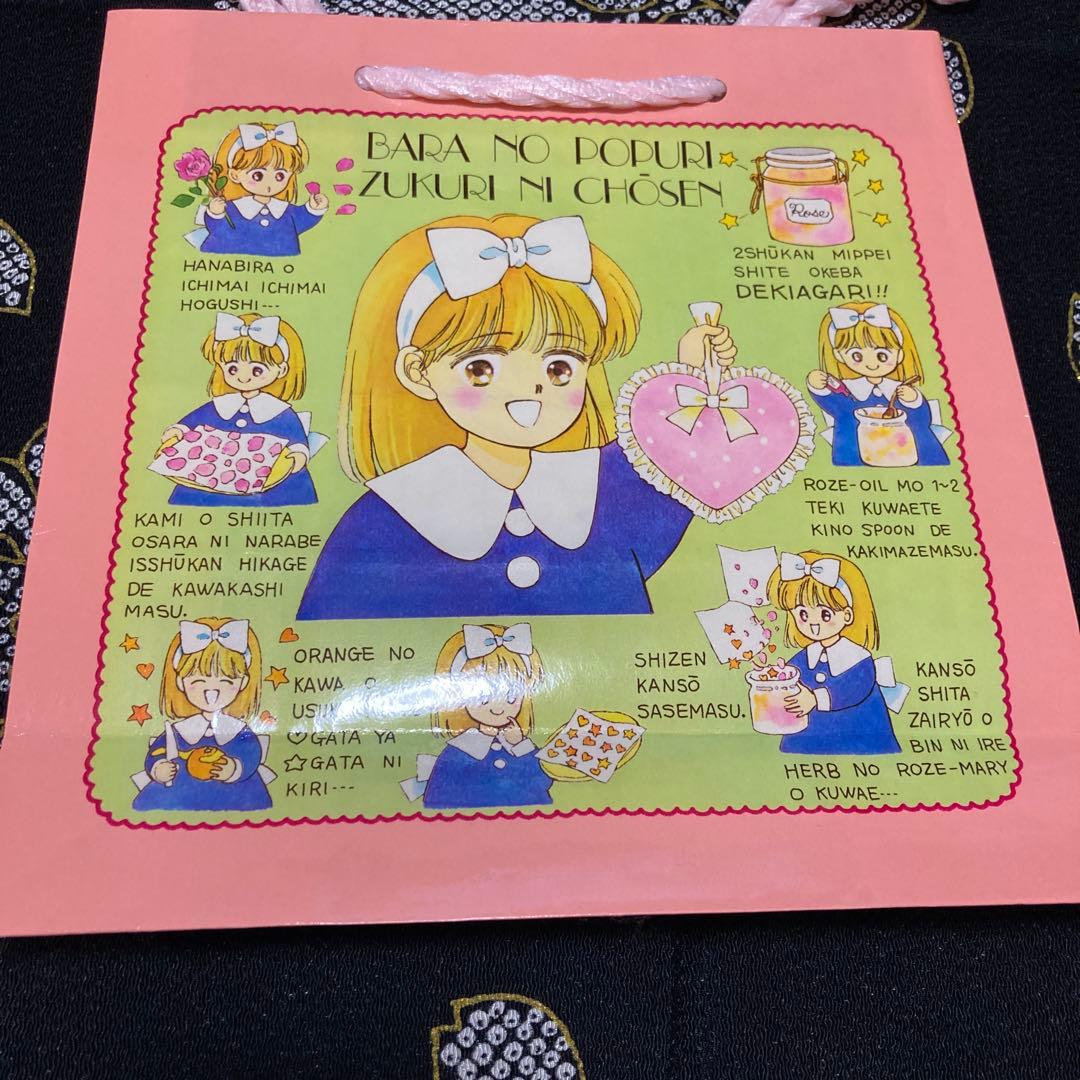 BARA NO POPURI
ZUKURI NI CHŌSEN
HANABIRA O
ICHIMAI ICHIMAI
HOGUSHI---
KAMI O SHIITA
OSARA NI NARABE
ISSHŪKAN HIKAGE
DE KAWAKASHI
MASU.
ORANGE NO
KAWA O
♡GATA YA
☆GATA NI
KIRI---
SHIZEN
KANSŌ
SASEMASU.
KANSŌ
SHITA
ZAIRYŌ O
BIN NI IRE
HERB NO ROZE-MARY
O KUWAE---
ROZE-OIL MO 1~2
TEKI KUWAETE
KINO SPOON DE
KAKIMAZEMASU.
2SHŪKAN MIPPEI
SHITE OKEBA
DEKIAGARI!!
Rose